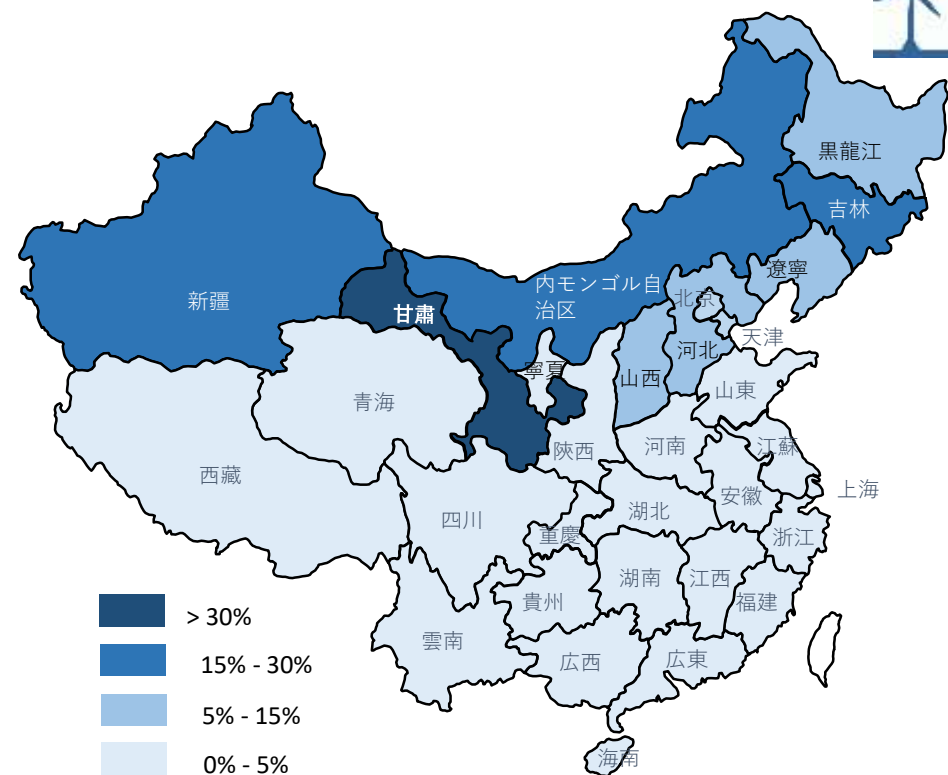 黒龍江
吉林
遼寧
内モンゴル自
治区
北京
新疆
甘粛
天津
河北
寧夏
山西
山東
青海
陝西
河南
江蘇
西藏
安徽
上海
四川
湖北
重慶
浙江
湖南
江西
貴州
福建
雲南
広西
広東
海南
> 30%
15% - 30%
5% - 15%
0% - 5%